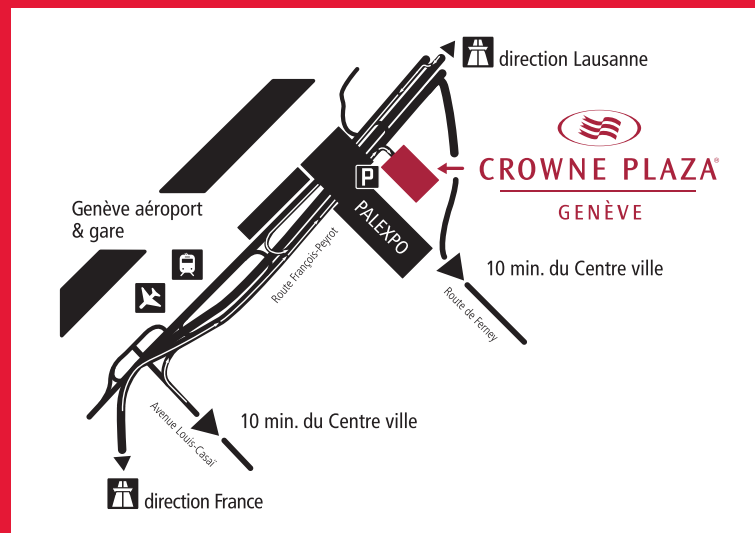 direction Lausanne
CROWNE PLAZA®
GENÈVE
P
PALEXPO
Genève aéroport
& gare
Route François-Peyrot
10 min. du Centre ville
Route de Ferney
Avenue Louis-Casaï
10 min. du Centre ville
direction France